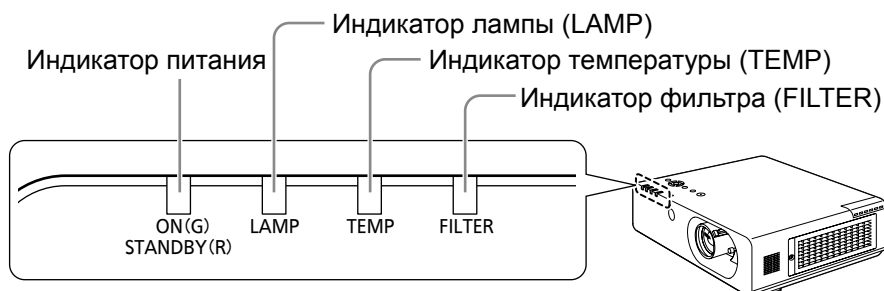 Индикатор лампы (LAMP)
Индикатор питания
Индикатор температуры (TEMP)
Индикатор фильтра (FILTER)
ON(G)
STANDBY(R)
LAMP
TEMP
FILTER